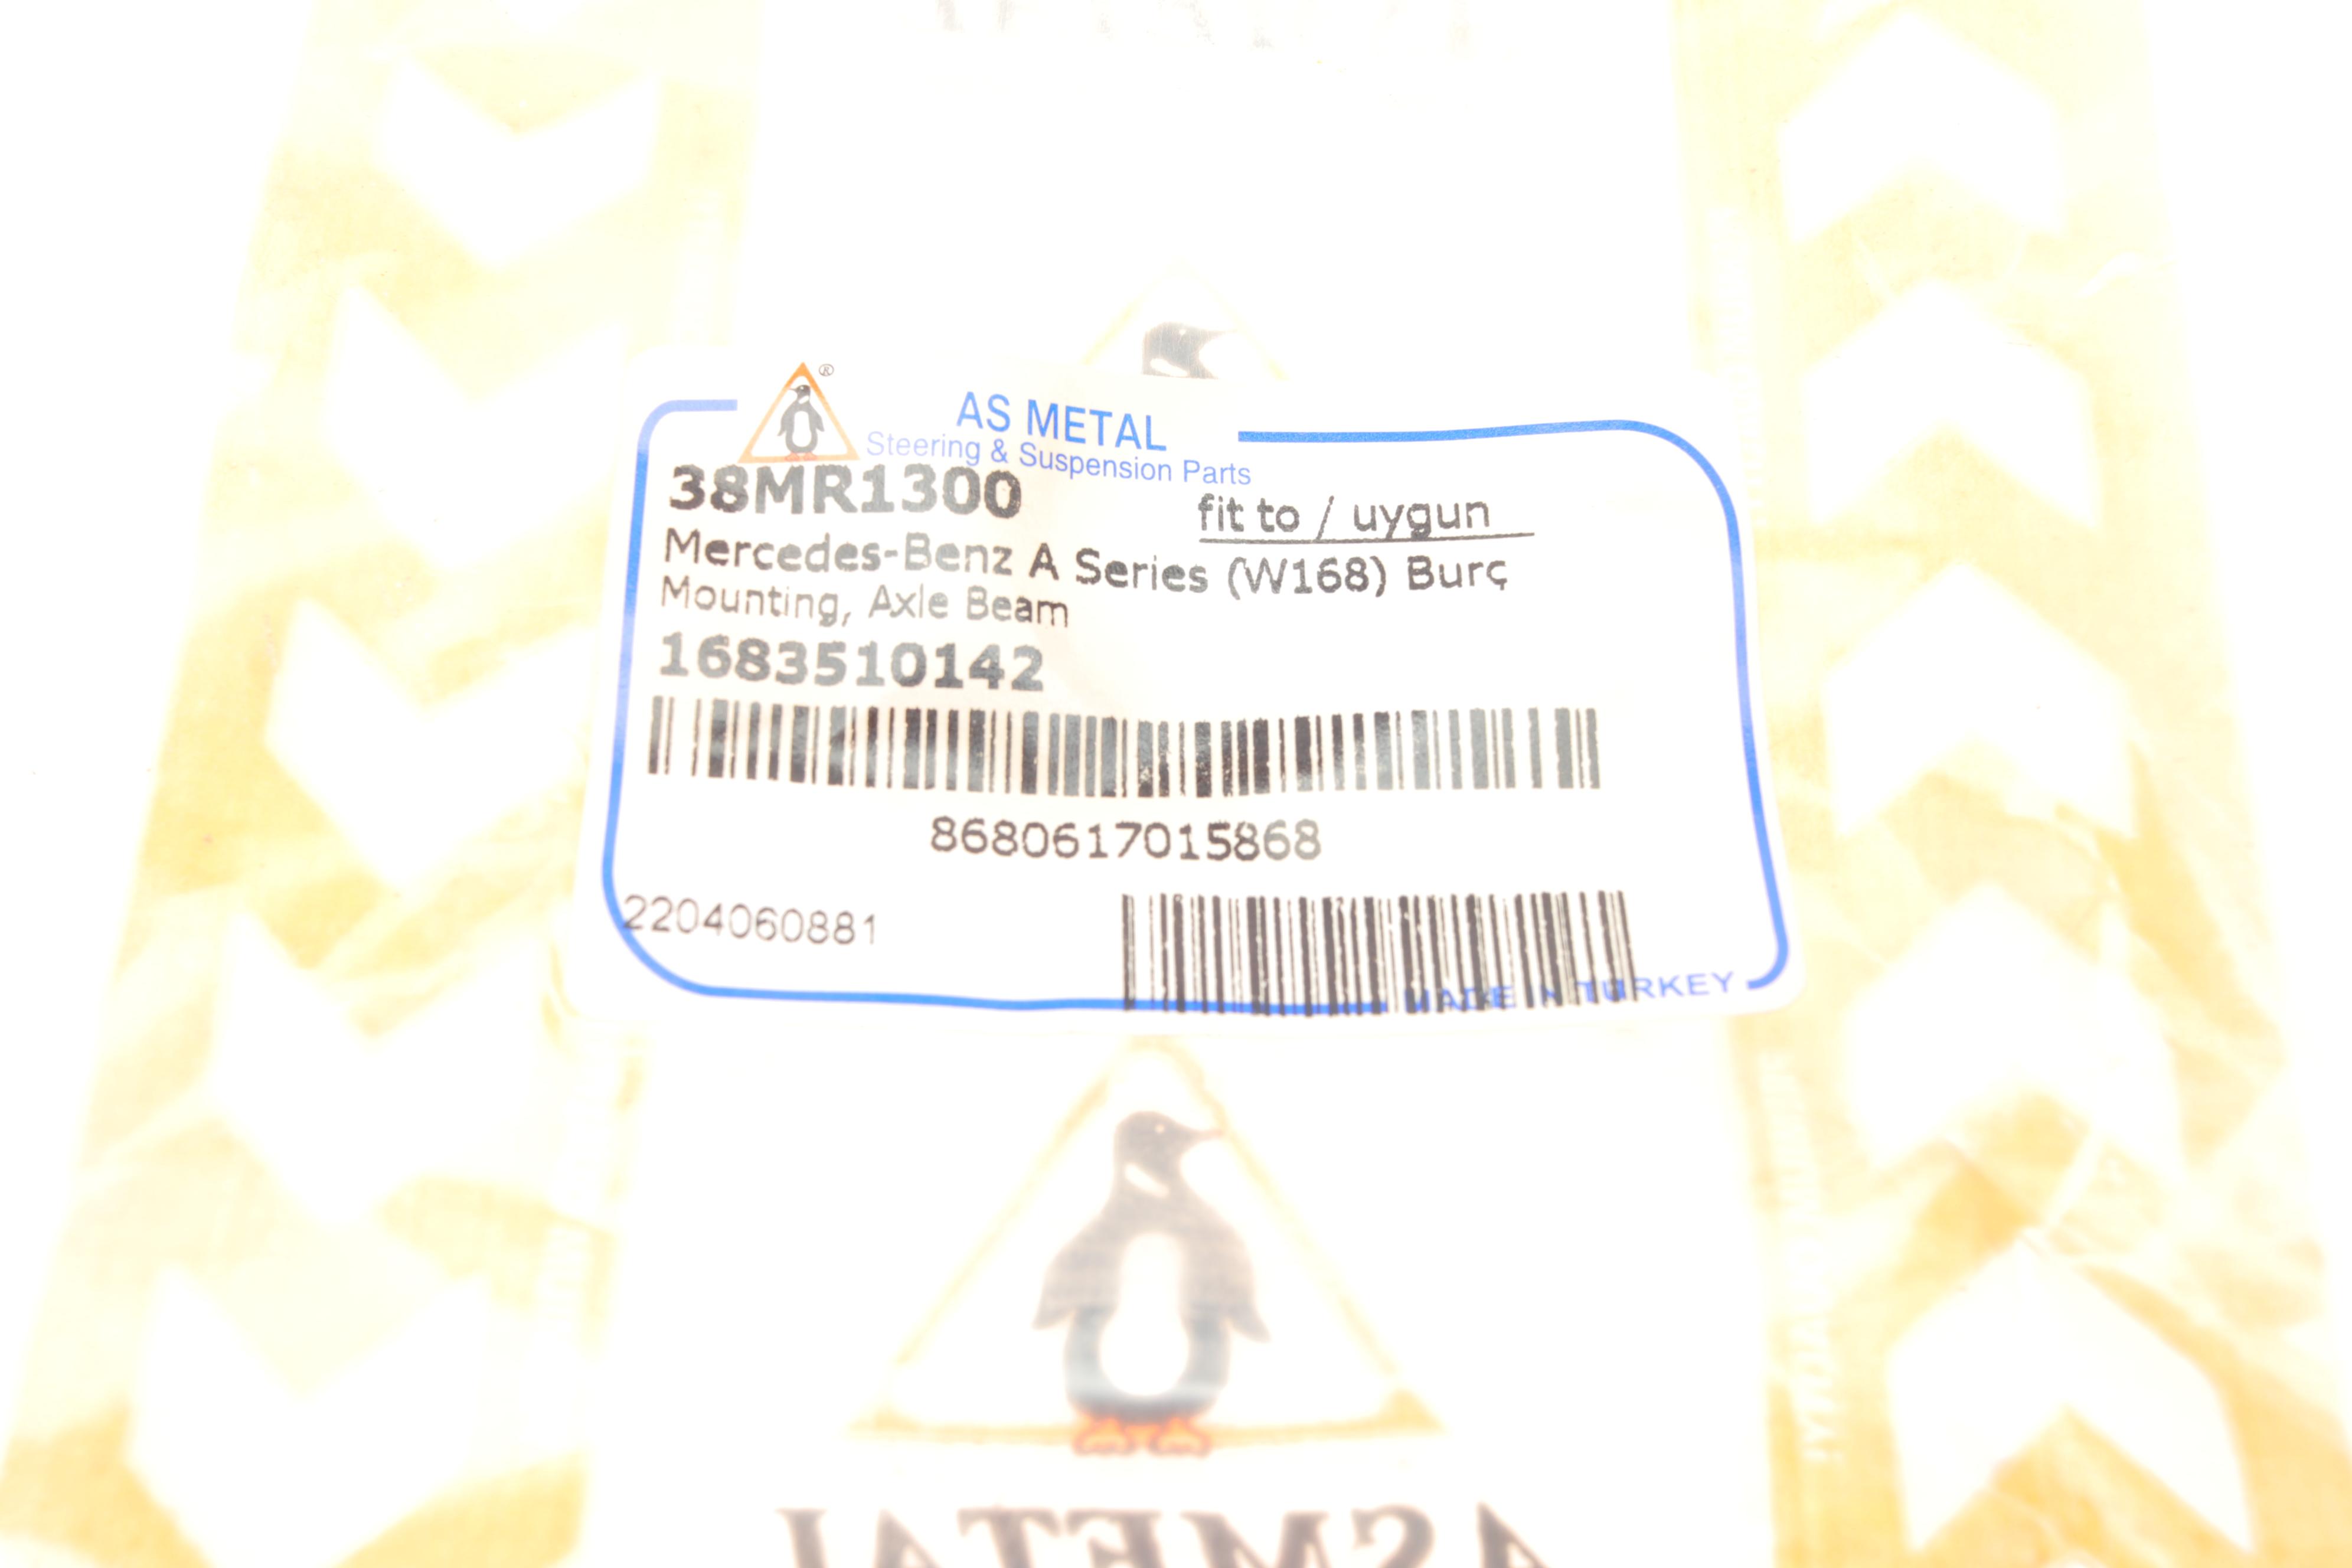 ®
AS METAL
Steering & Suspension Parts
38MR1300
fit to / uygun
Mercedes-Benz A Series (W168) Burç
Mounting, Axle Beam
1683510142
8680617015868
2204060881
MADE IN TURKEY
ASMETAL